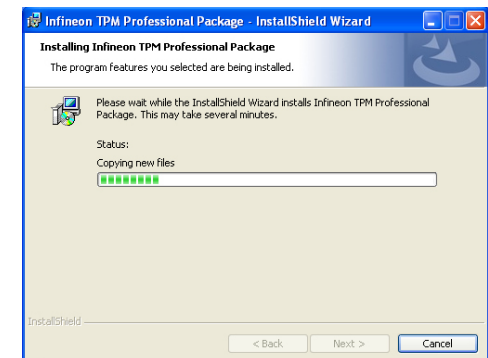 Infineon TPM Professional Package - InstallShield Wizard
Installing Infineon TPM Professional Package
The program features you selected are being installed.
Please wait while the InstallShield Wizard installs Infineon TPM Professional
Package. This may take several minutes.
Status:
Copying new files
InstallShield
< Back Next > Cancel